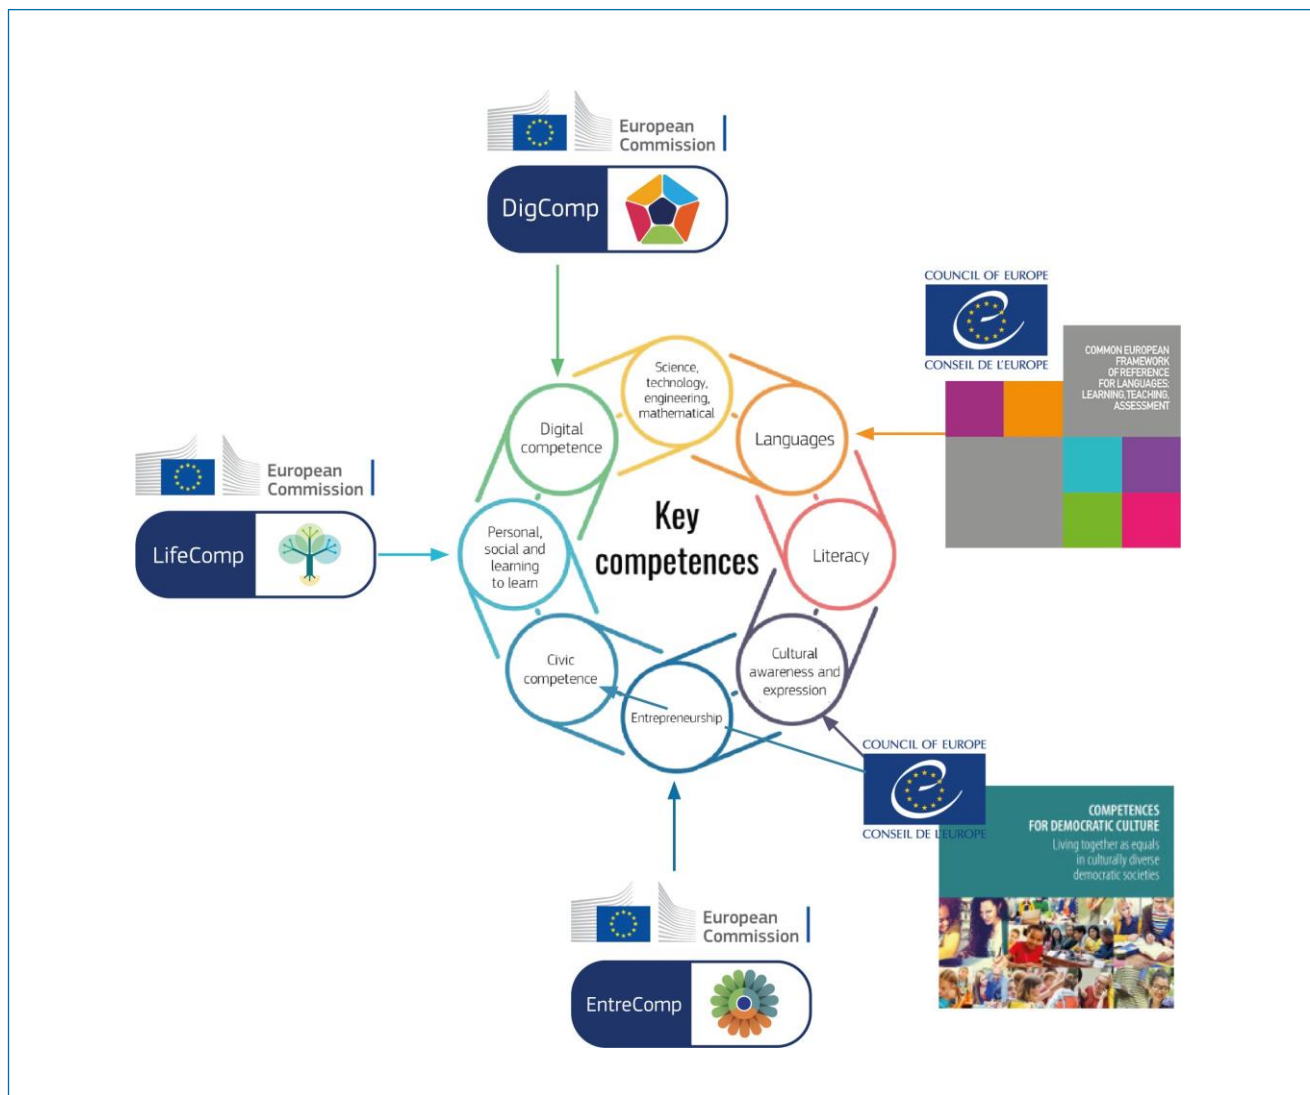 European
Commission
DigComp
COUNCIL OF EUROPE
CONSEIL DE L'EUROPE
COMMON EUROPEAN
FRAMEWORK
OF REFERENCE
FOR LANGUAGES:
LEARNING, TEACHING,
ASSESSMENT
Science,
technology,
engineering,
mathematical
Digital
competence
Languages
European
Commission
LifeComp
Personal,
social and
learning
to learn
Key
competences
Literacy
Civic
competence
Cultural
awareness and
expression
Entrepreneurship
COUNCIL OF EUROPE
CONSEIL DE L'EUROPE
COMPETENCES
FOR DEMOCRATIC CULTURE
Living together as equals
in culturally diverse
democratic societies
European
Commission
EntreComp